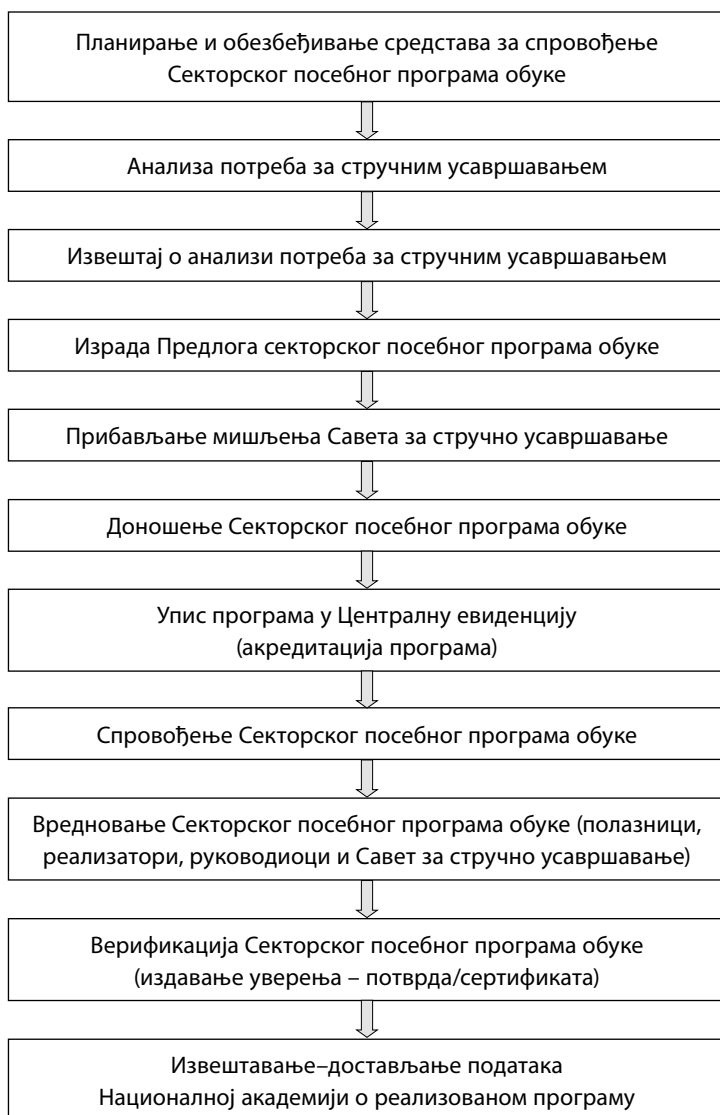 Планирање и обезбеђивање средстава за спровођење
Секторског посебног програма обуке
Анализа потреба за стручним усавршавањем
Извештај о анализи потреба за стручним усавршавањем
Израда Предлога секторског посебног програма обуке
Прибављање мишљења Савета за стручно усавршавање
Доношење Секторског посебног програма обуке
Упис програма у Централну евиденцију
(акредитација програма)
Спровођење Секторског посебног програма обуке
Вредновање Секторског посебног програма обуке (полазници,
реализатори, руководиоци и Савет за стручно усавршавање)
Верификација Секторског посебног програма обуке
(издавање уверења – потврда/сертификата)
Извештавање–достављање података
Националној академији о реализованом програму